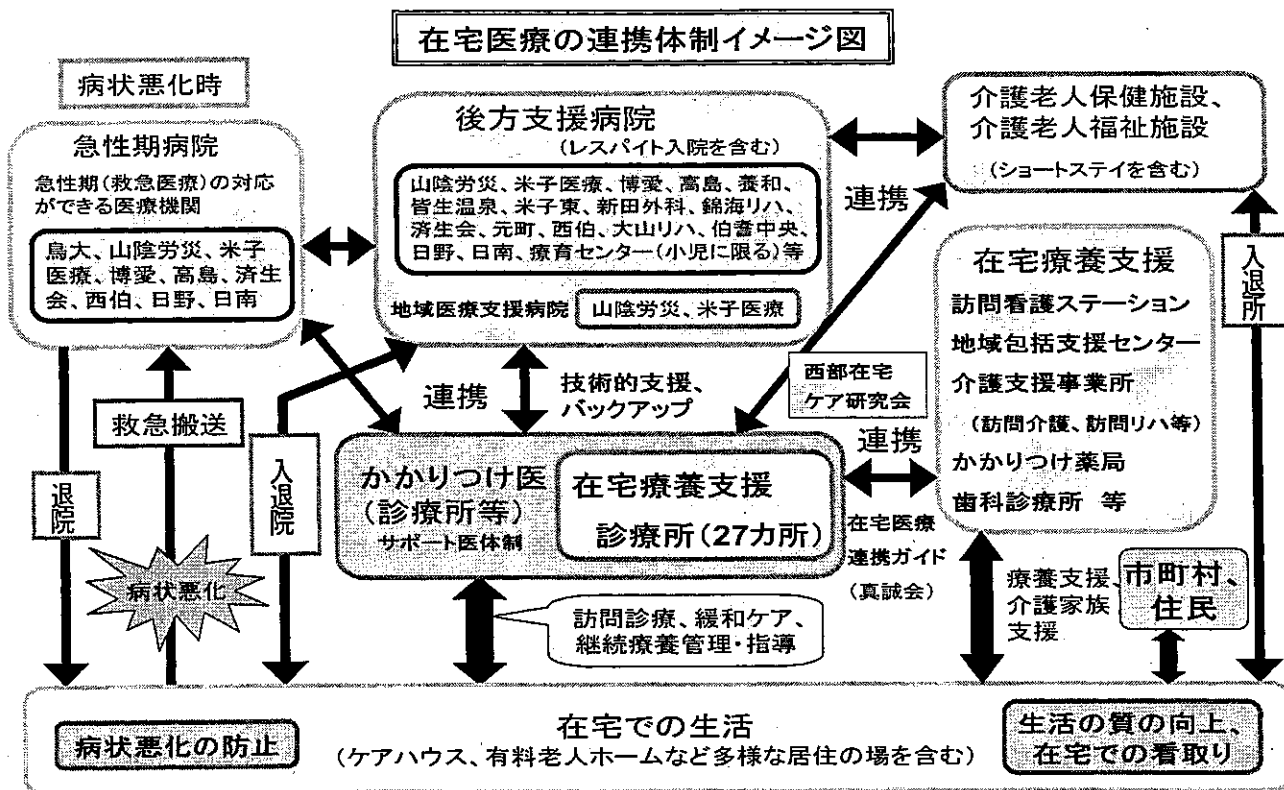 在宅医療の連携体制イメージ図
病状悪化時
急性期病院
急性期(救急医療)の対応
ができる医療機関
鳥大、山陰労災、米子
医療、博愛、高島、済生
会、西伯、日野、日南
後方支援病院
(レスパイト入院を含む)
山陰労災、米子医療、博愛、高島、養和、
皆生温泉、米子東、新田外科、錦海リハ、
済生会、元町、西伯、大山リハ、伯耆中央、
日野、日南、療育センター(小児に限る)等
地域医療支援病院
山陰労災、米子医療
介護老人保健施設、
介護老人福祉施設
(ショートステイを含む)
連携
在宅療養支援
訪問看護ステーション
地域包括支援センター
介護支援事業所
(訪問介護、訪問リハ等)
かかりつけ薬局
歯科診療所 等
入退所
西部在宅
ケア研究会
連携
連携
技術的支援、
バックアップ
救急搬送
退院
入退院
病状悪化
かかりつけ医
(診療所等)
サポート医体制
在宅療養支援
診療所(27カ所)
在宅医療
連携ガイド
(真誠会)
訪問診療、緩和ケア、
継続療養管理・指導
療養支援、
介護家族
支援
市町村、
住民
在宅での生活
(ケアハウス、有料老人ホームなど多様な居住の場を含む)
病状悪化の防止
生活の質の向上、
在宅での看取り